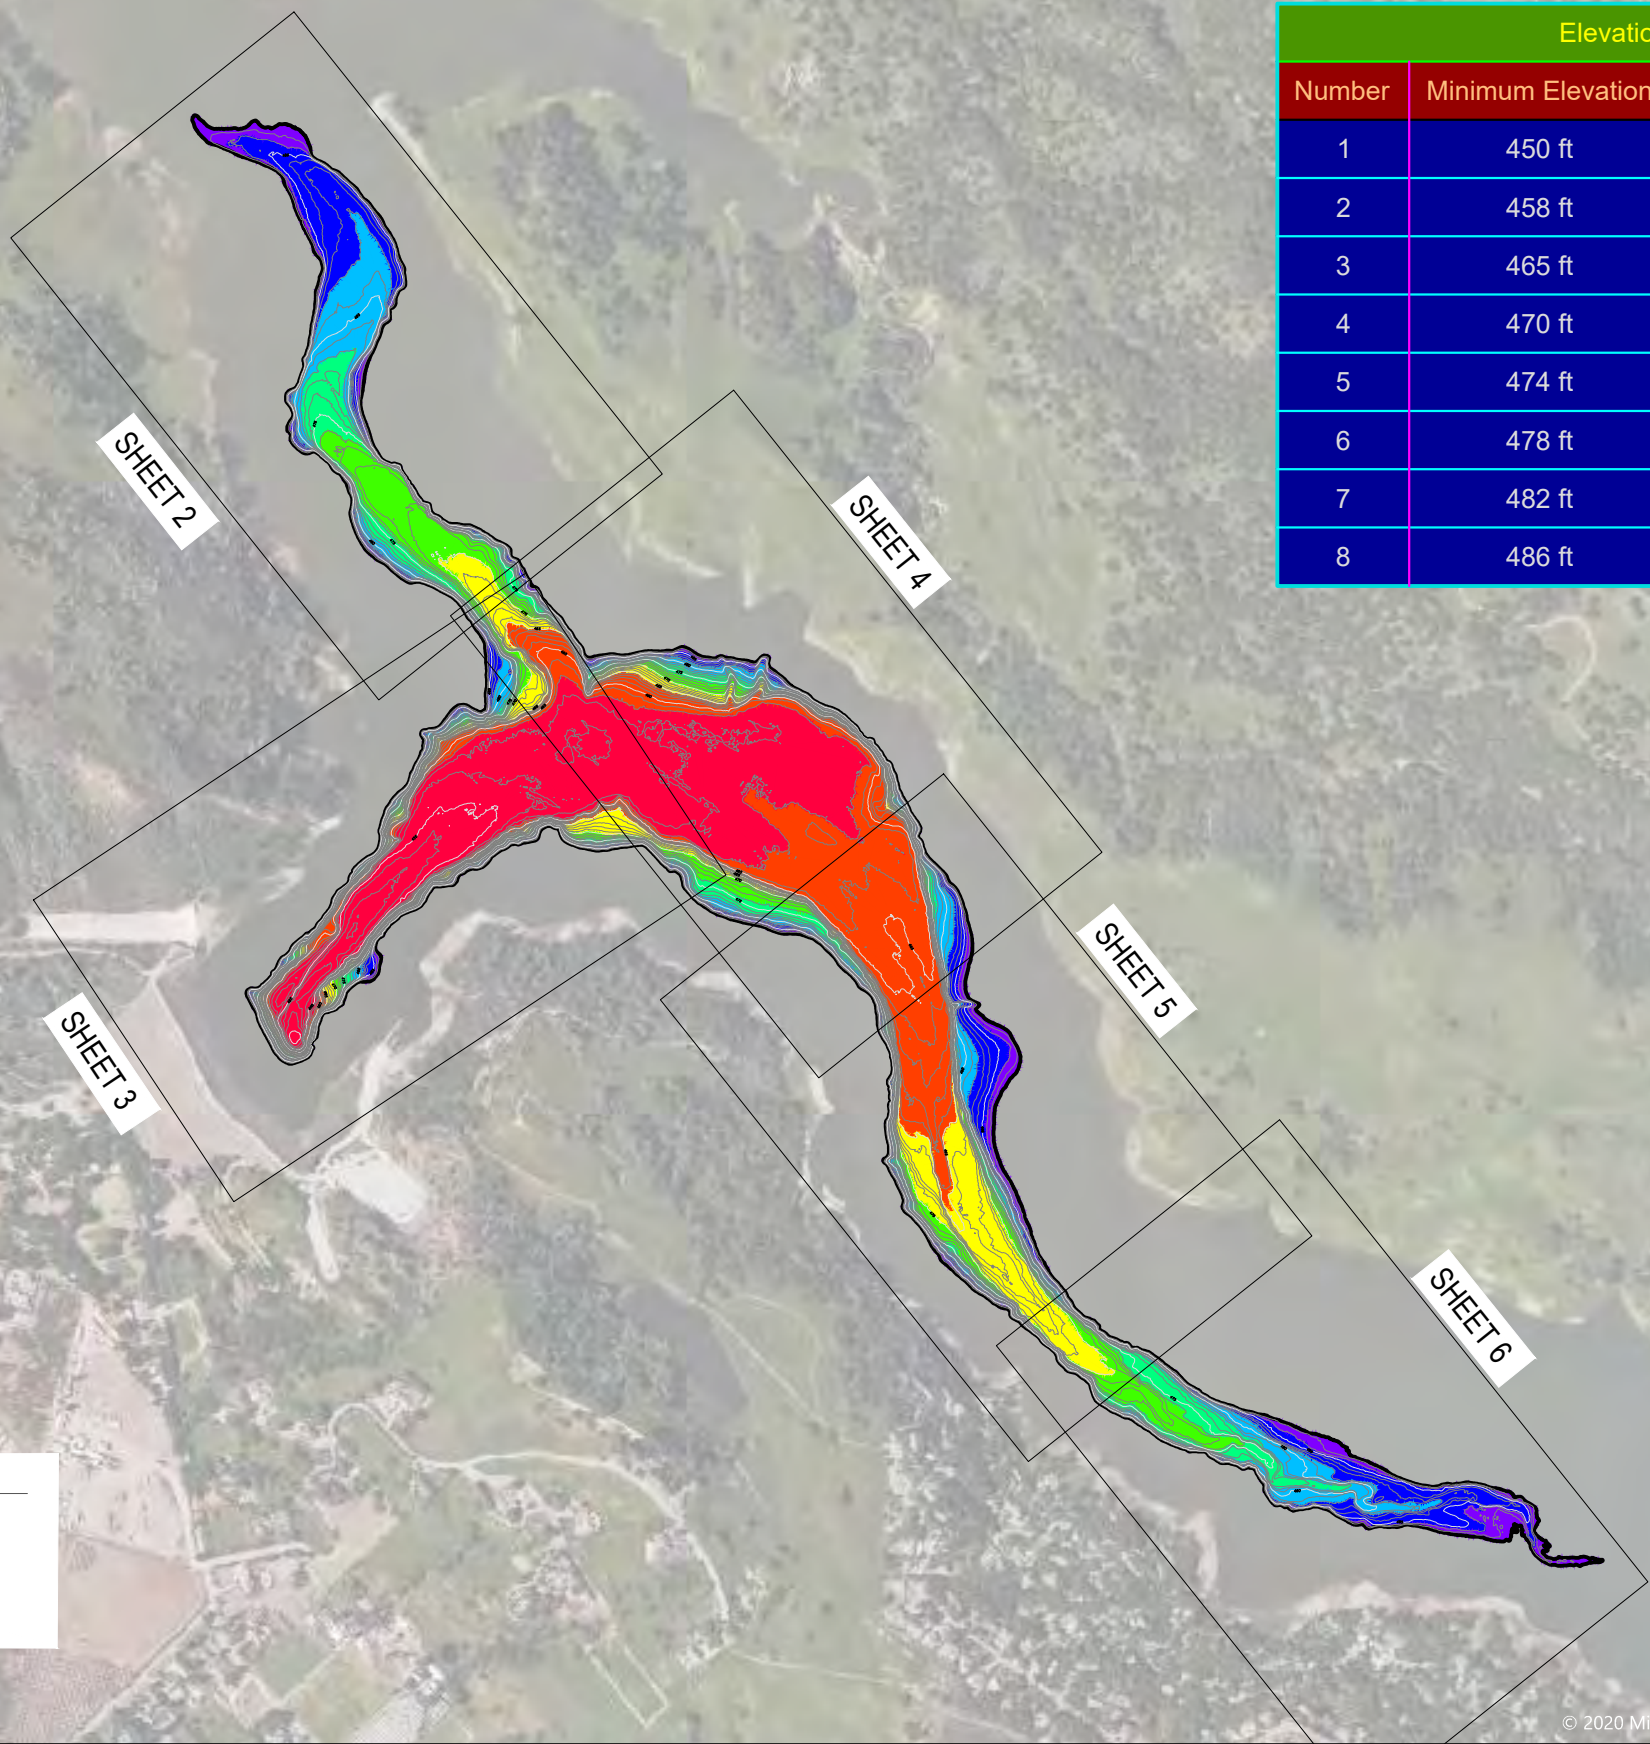 Elevatio
Number Minimum Elevation
1 450 ft
2 458 ft
3 465 ft
4 470 ft
5 474 ft
6 478 ft
7 482 ft
8 486 ft
SHEET 2
SHEET 4
SHEET 5
SHEET 3
SHEET 6
© 2020 Mi